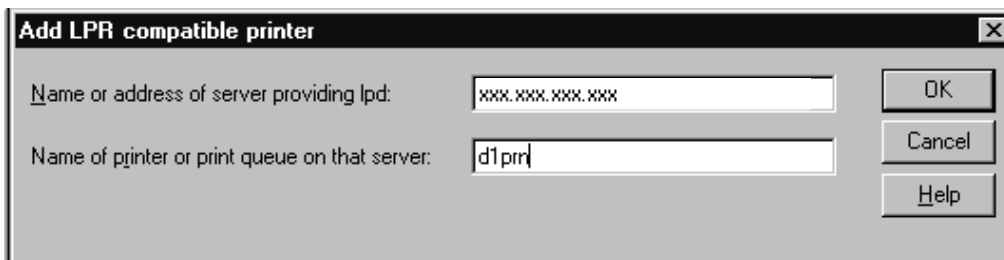 Add LPR compatible printer
Name or address of server providing lpd: xxx.xxx.xxx.xxx OK
Name of printer or print queue on that server: d1prn Cancel
Help